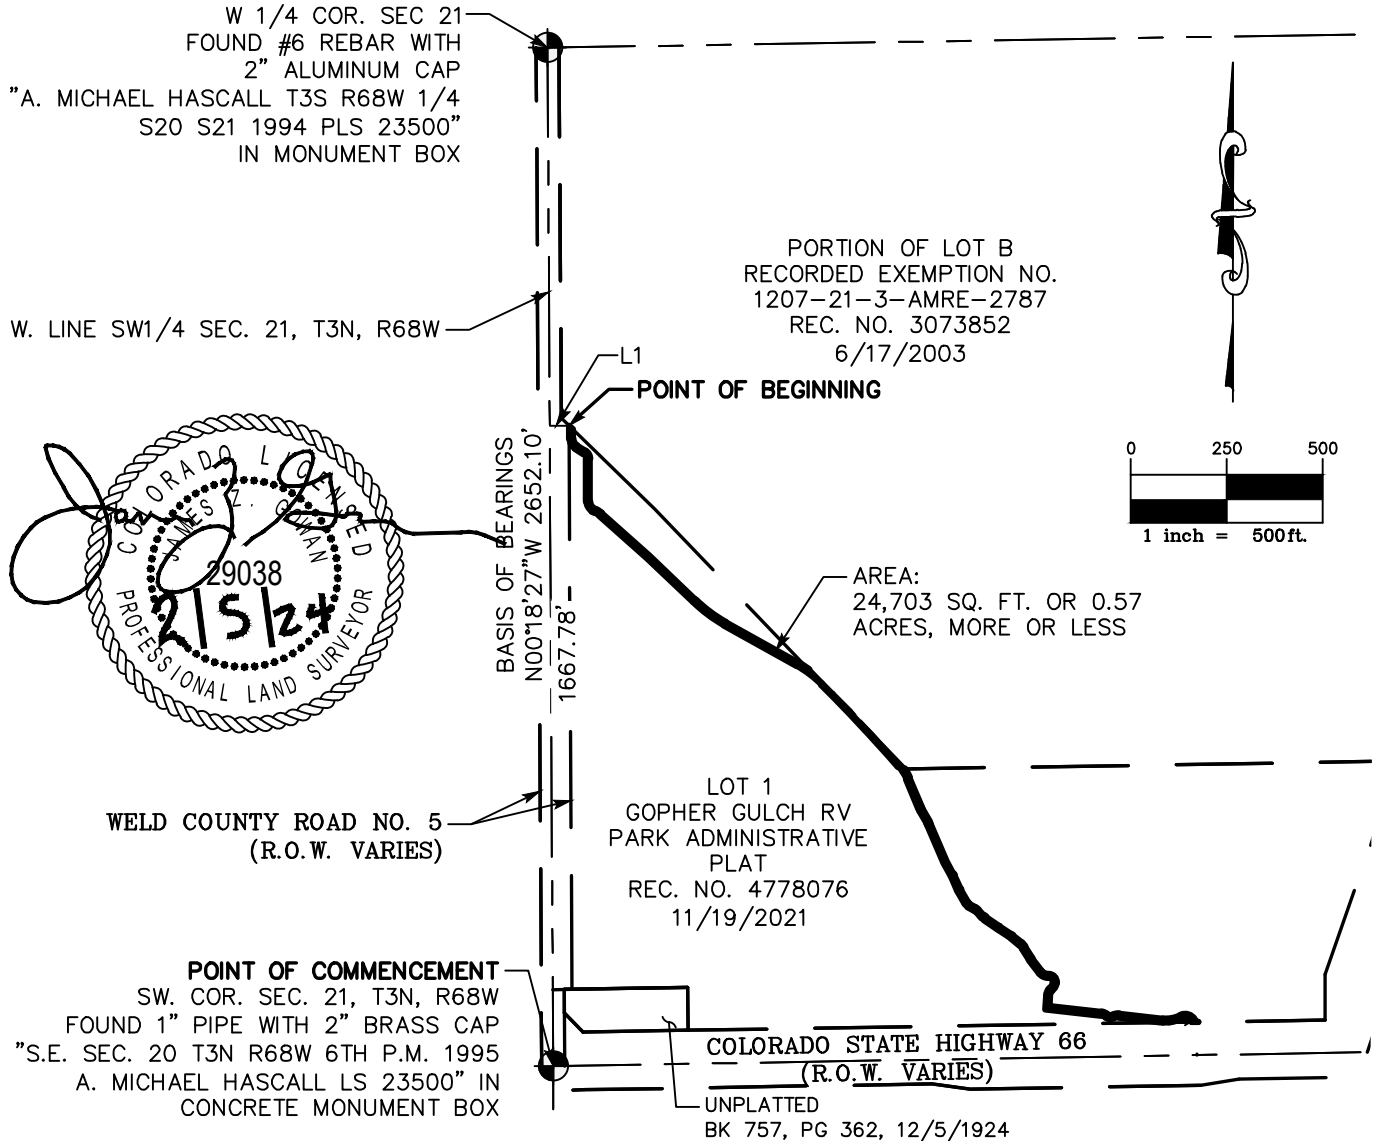 W 1/4 COR. SEC 21
FOUND #6 REBAR WITH
2" ALUMINUM CAP
"A. MICHAEL HASCALL T3S R68W 1/4
S20 S21 1994 PLS 23500"
IN MONUMENT BOX
PORTION OF LOT B
RECORDED EXEMPTION NO.
1207-21-3-AMRE-2787
REC. NO. 3073852
6/17/2003
W. LINE SW1/4 SEC. 21, T3N, R68W
L1
POINT OF BEGINNING
0 250 500
1 inch = 500ft.
BASIS OF BEARINGS
N00°18'27"W 2652.10'
1667.78'
COLORADO LICENSED
JAMES Z. GOWAN
29038
2/5/24
PROFESSIONAL LAND SURVEYOR
AREA:
24,703 SQ. FT. OR 0.57
ACRES, MORE OR LESS
WELD COUNTY ROAD NO. 5
(R.O.W. VARIES)
LOT 1
GOPHER GULCH RV
PARK ADMINISTRATIVE
PLAT
REC. NO. 4778076
11/19/2021
POINT OF COMMENCEMENT
SW. COR. SEC. 21, T3N, R68W
FOUND 1" PIPE WITH 2" BRASS CAP
"S.E. SEC. 20 T3N R68W 6TH P.M. 1995
A. MICHAEL HASCALL LS 23500" IN
CONCRETE MONUMENT BOX
COLORADO STATE HIGHWAY 66
(R.O.W. VARIES)
UNPLATTED
BK 757, PG 362, 12/5/1924